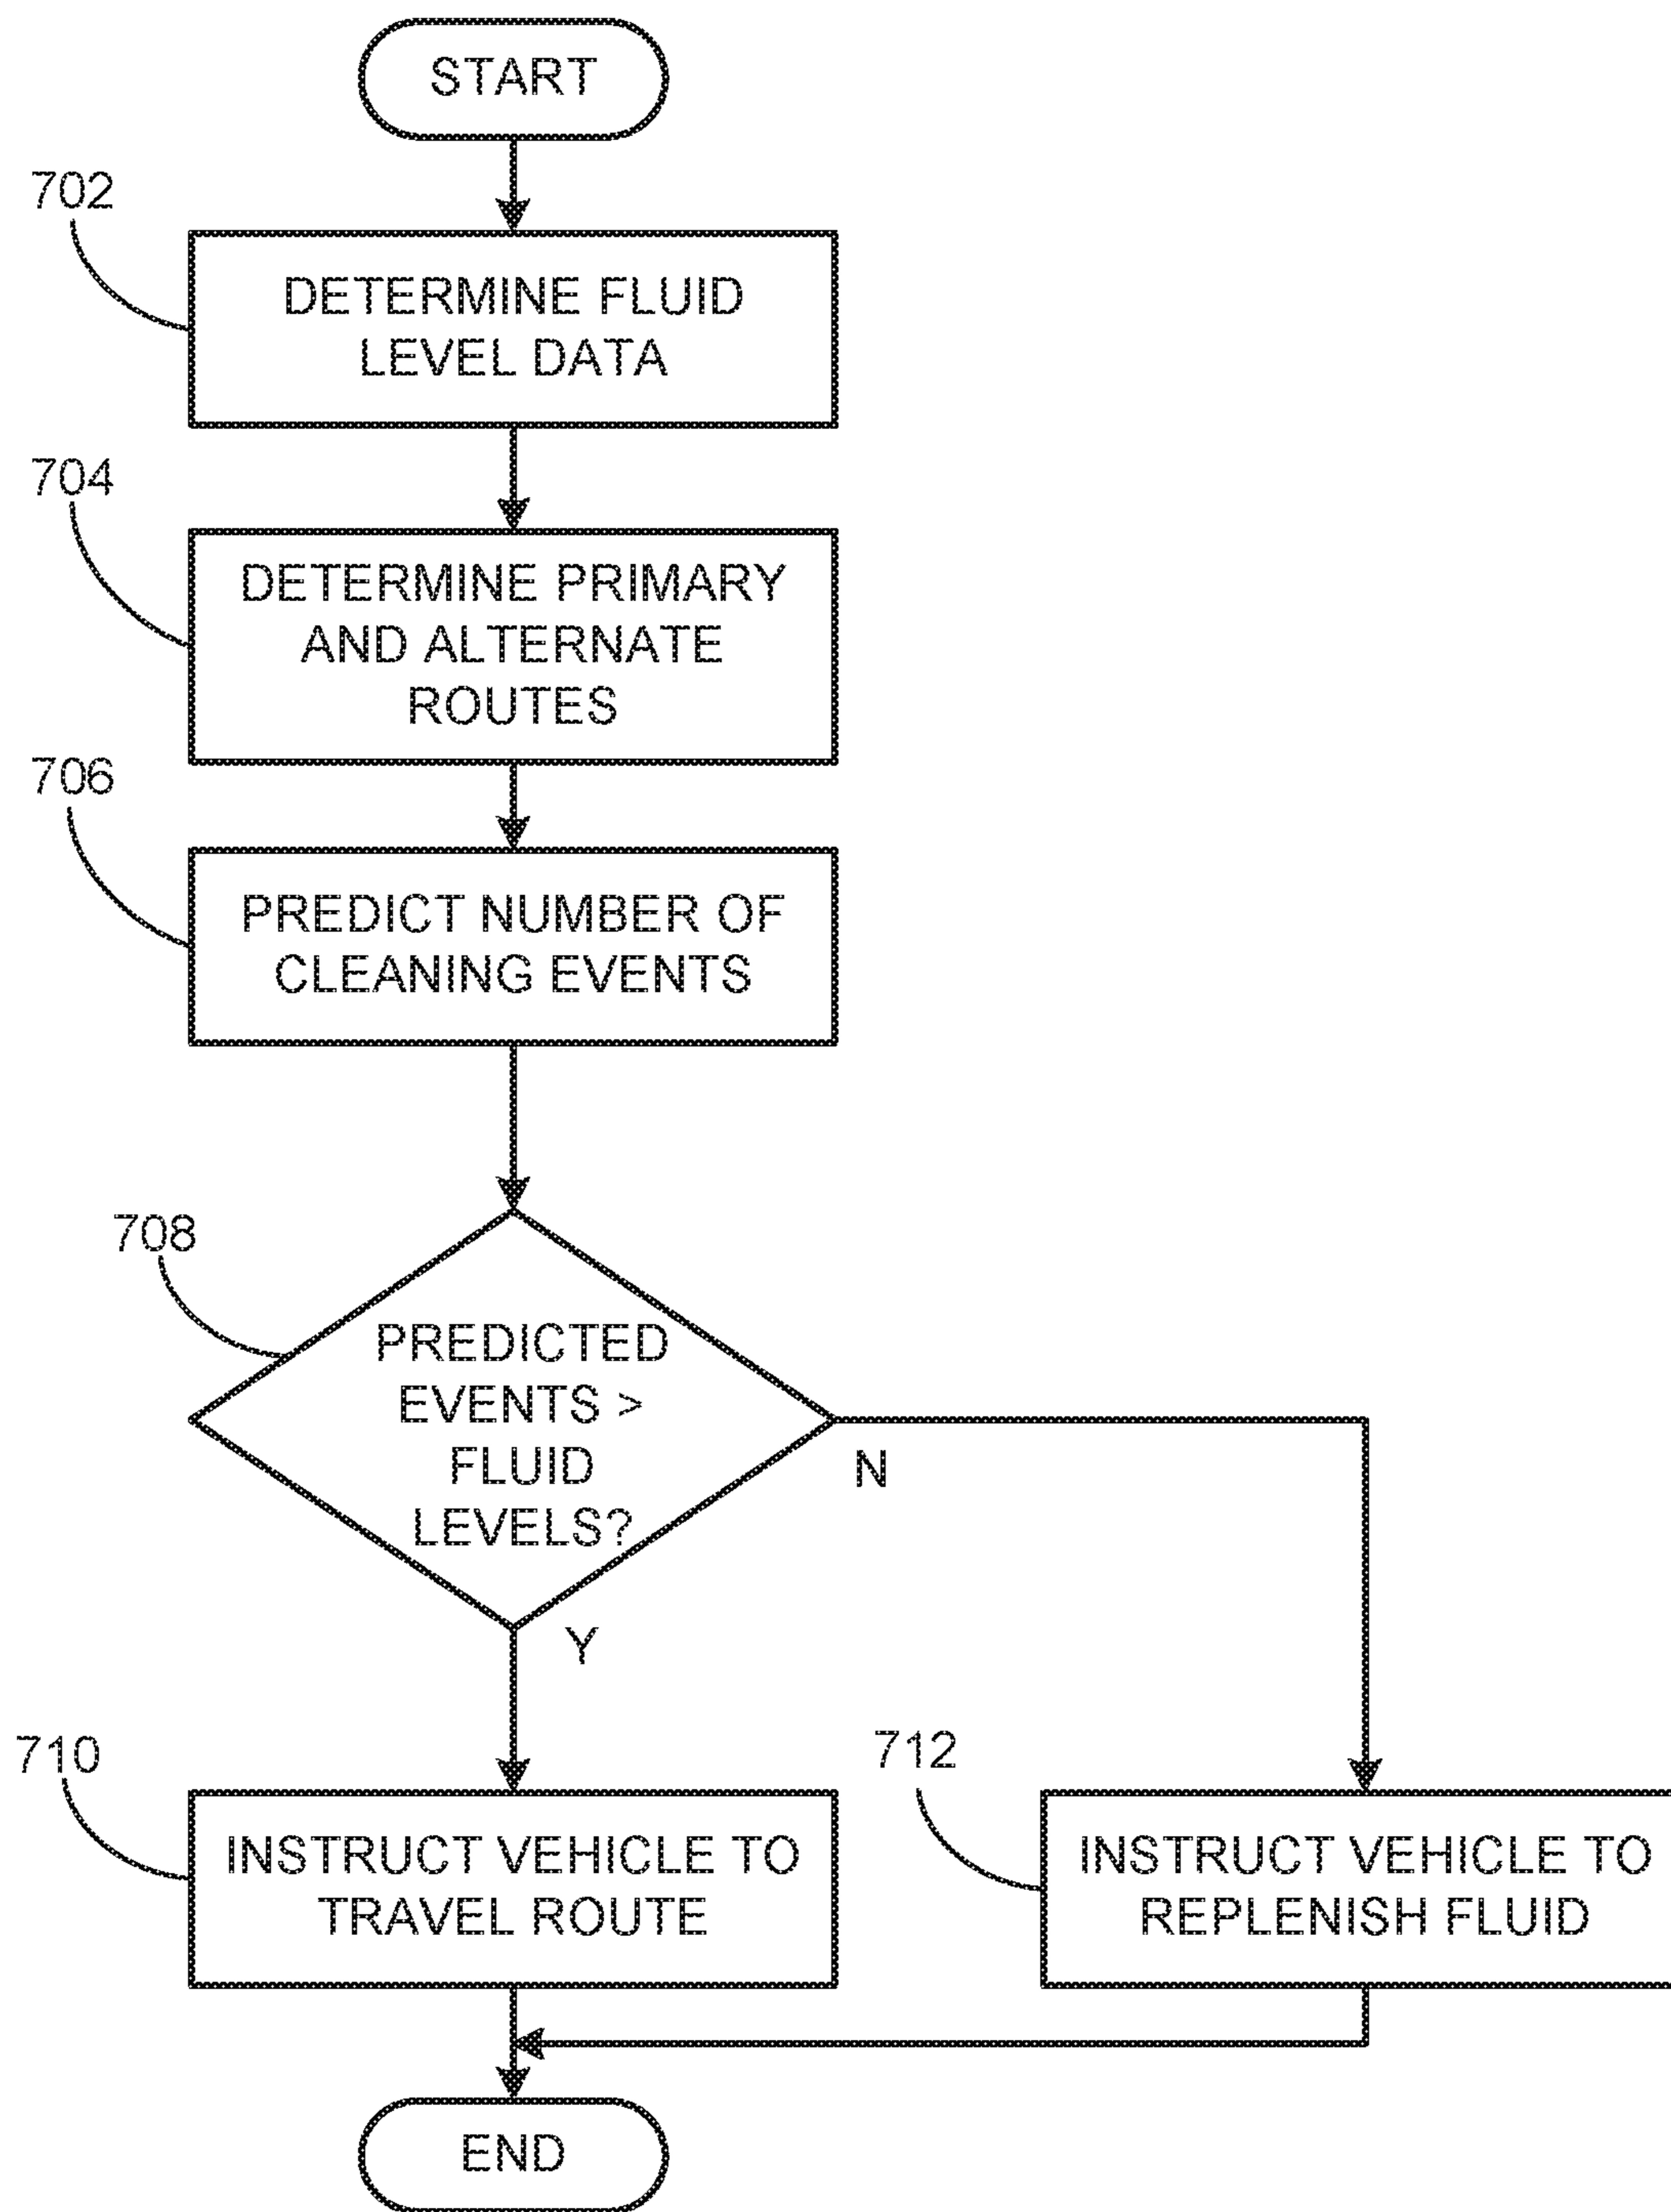 START
702
DETERMINE FLUID
LEVEL DATA
704
DETERMINE PRIMARY
AND ALTERNATE
ROUTES
706
PREDICT NUMBER OF
CLEANING EVENTS
708
PREDICTED
EVENTS >
FLUID
LEVELS?
N
Y
710
INSTRUCT VEHICLE TO
TRAVEL ROUTE
712
INSTRUCT VEHICLE TO
REPLENISH FLUID
END